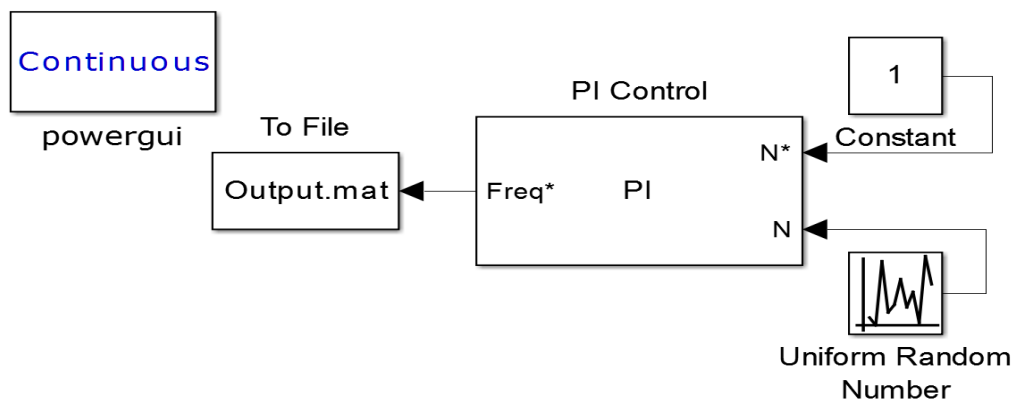 Continuous
powergui
To File
Output.mat
PI Control
Freq*
PI
N*
N
1
Constant
Uniform Random
Number